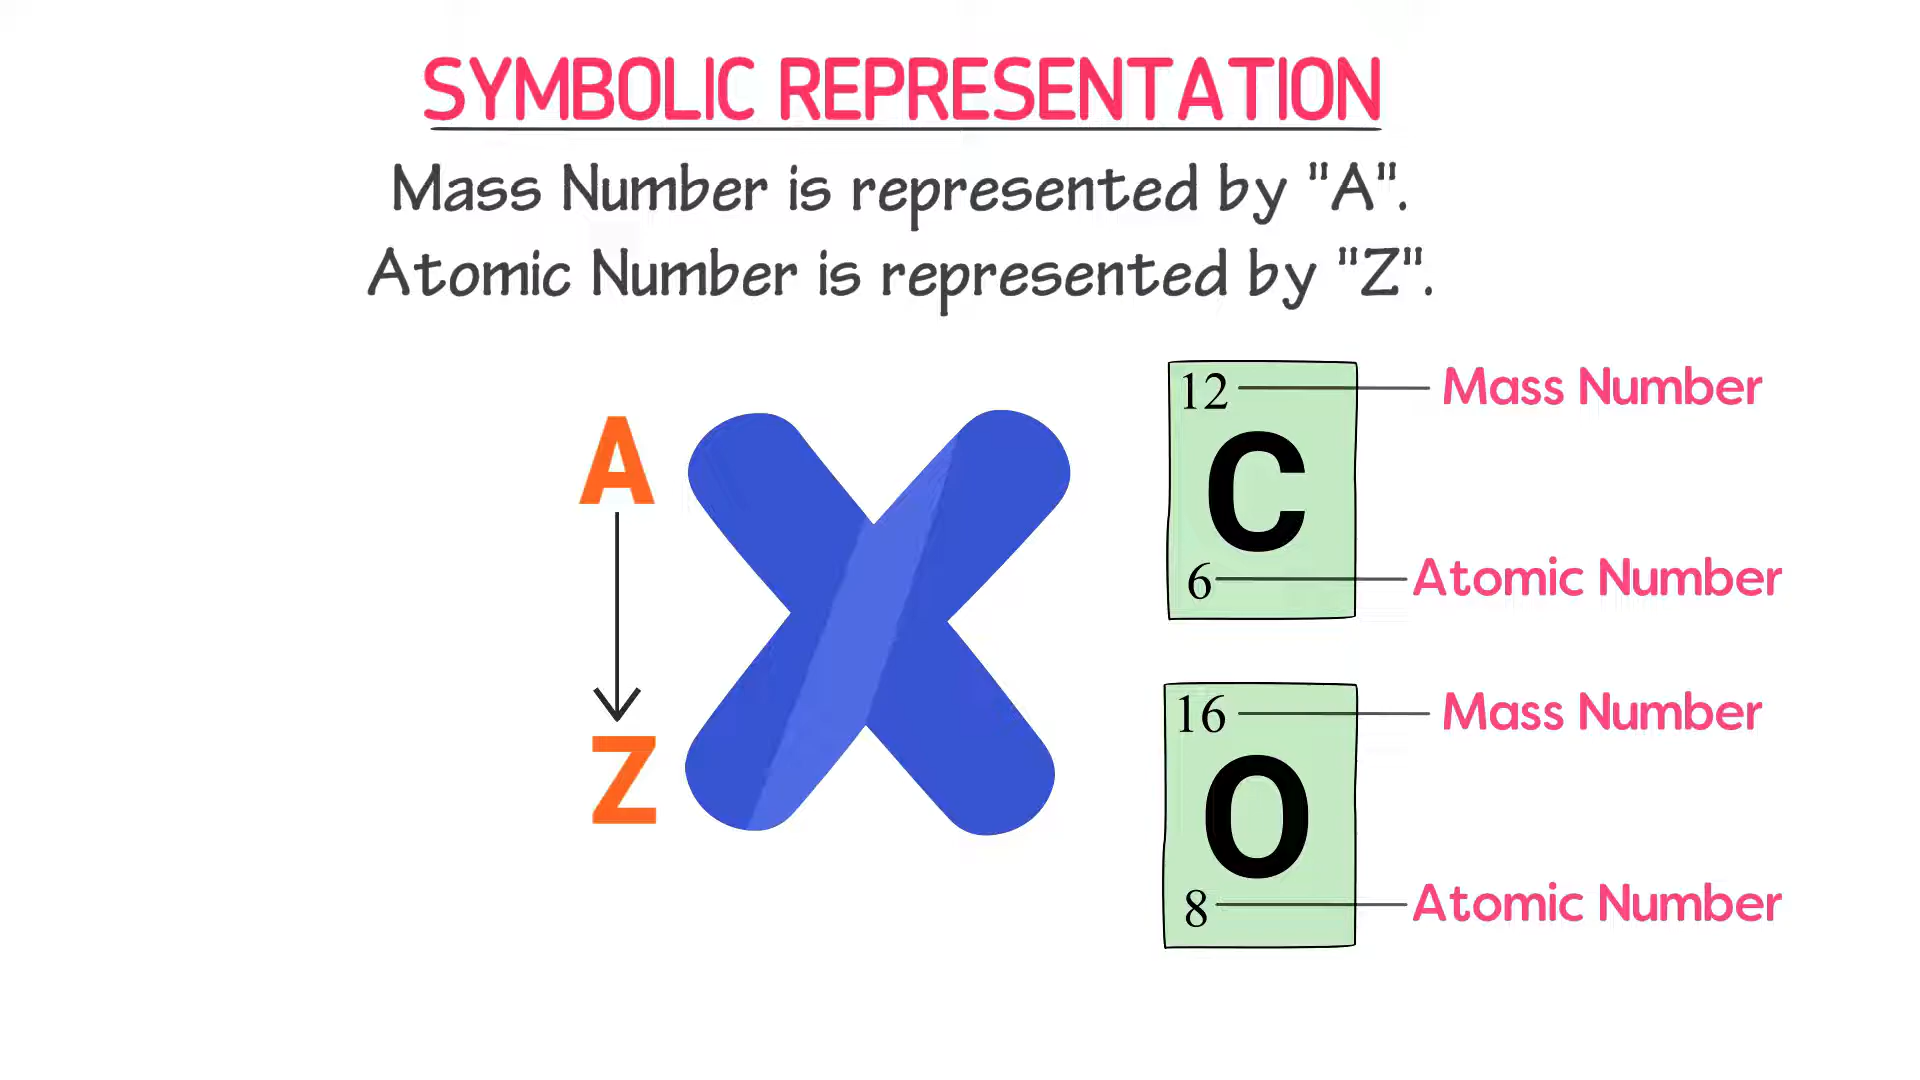 SYMBOLIC REPRESENTATION
Mass Number is represented by "A".
Atomic Number is represented by "Z".
A
X
Z
12 Mass Number
C
6 Atomic Number
16 Mass Number
O
8 Atomic Number